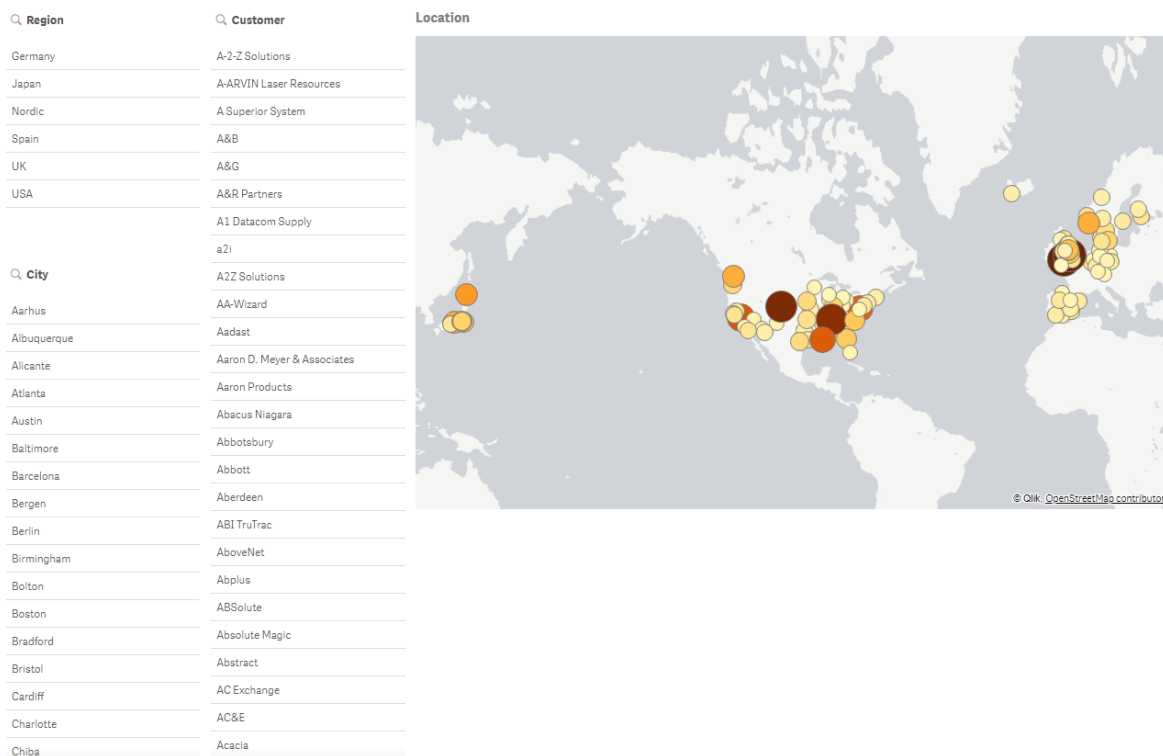 Region
Germany
Japan
Nordic
Spain
UK
USA
City
Aarhus
Albuquerque
Alicante
Atlanta
Austin
Baltimore
Barcelona
Bergen
Berlin
Birmingham
Bolton
Boston
Bradford
Bristol
Cardiff
Charlotte
Chiba
Customer
A-2-Z Solutions
A-ARVIN Laser Resources
A Superior System
A&B
A&G
A&R Partners
A1 Datacom Supply
a2i
A2Z Solutions
AA-Wizard
Aadast
Aaron D. Meyer & Associates
Aaron Products
Abacus Niagara
Abbotsbury
Abbott
Aberdeen
ABI TruTrac
AboveNet
Abplus
ABSolute
Absolute Magic
Abstract
AC Exchange
AC&E
Acacia
Location
© Qlik, OpenStreetMap contributor